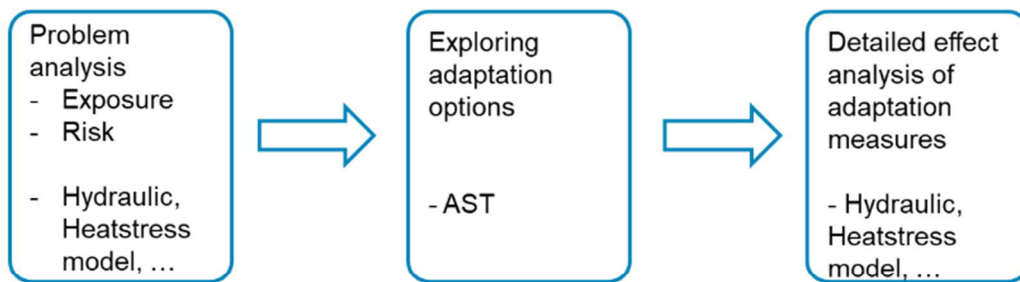 Problem
analysis
- Exposure
- Risk
- Hydraulic,
Heatstress
model, …
Exploring
adaptation
options
- AST
Detailed effect
analysis of
adaptation
measures
- Hydraulic,
Heatstress
model, …